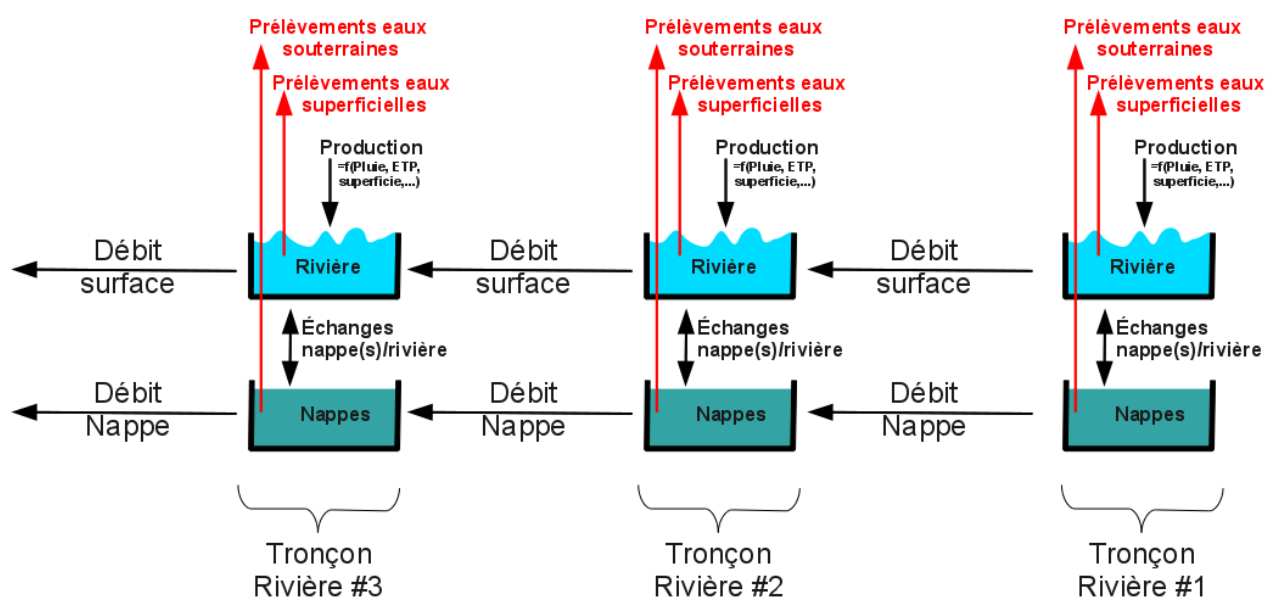 Prélèvements eaux
souterraines
Prélèvements eaux
superficielles
Production
=f(Pluie, ETP,
superficie,...)
Débit
surface
Rivière
Échanges
nappe(s)/rivière
Débit
Nappe
Nappes
Tronçon
Rivière #3
Prélèvements eaux
souterraines
Prélèvements eaux
superficielles
Production
=f(Pluie, ETP,
superficie,...)
Débit
surface
Rivière
Échanges
nappe(s)/rivière
Débit
Nappe
Nappes
Tronçon
Rivière #2
Prélèvements eaux
souterraines
Prélèvements eaux
superficielles
Production
=f(Pluie, ETP,
superficie,...)
Débit
surface
Rivière
Échanges
nappe(s)/rivière
Débit
Nappe
Nappes
Tronçon
Rivière #1